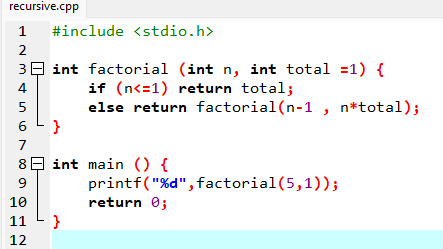 recursive.cpp
1 #include <stdio.h>
2
3 int factorial (int n, int total =1) {
4 if (n<=1) return total;
5 else return factorial(n-1 , n*total);
6 }
7
8 int main () {
9 printf("%d",factorial(5,1));
10 return 0;
11 }
12